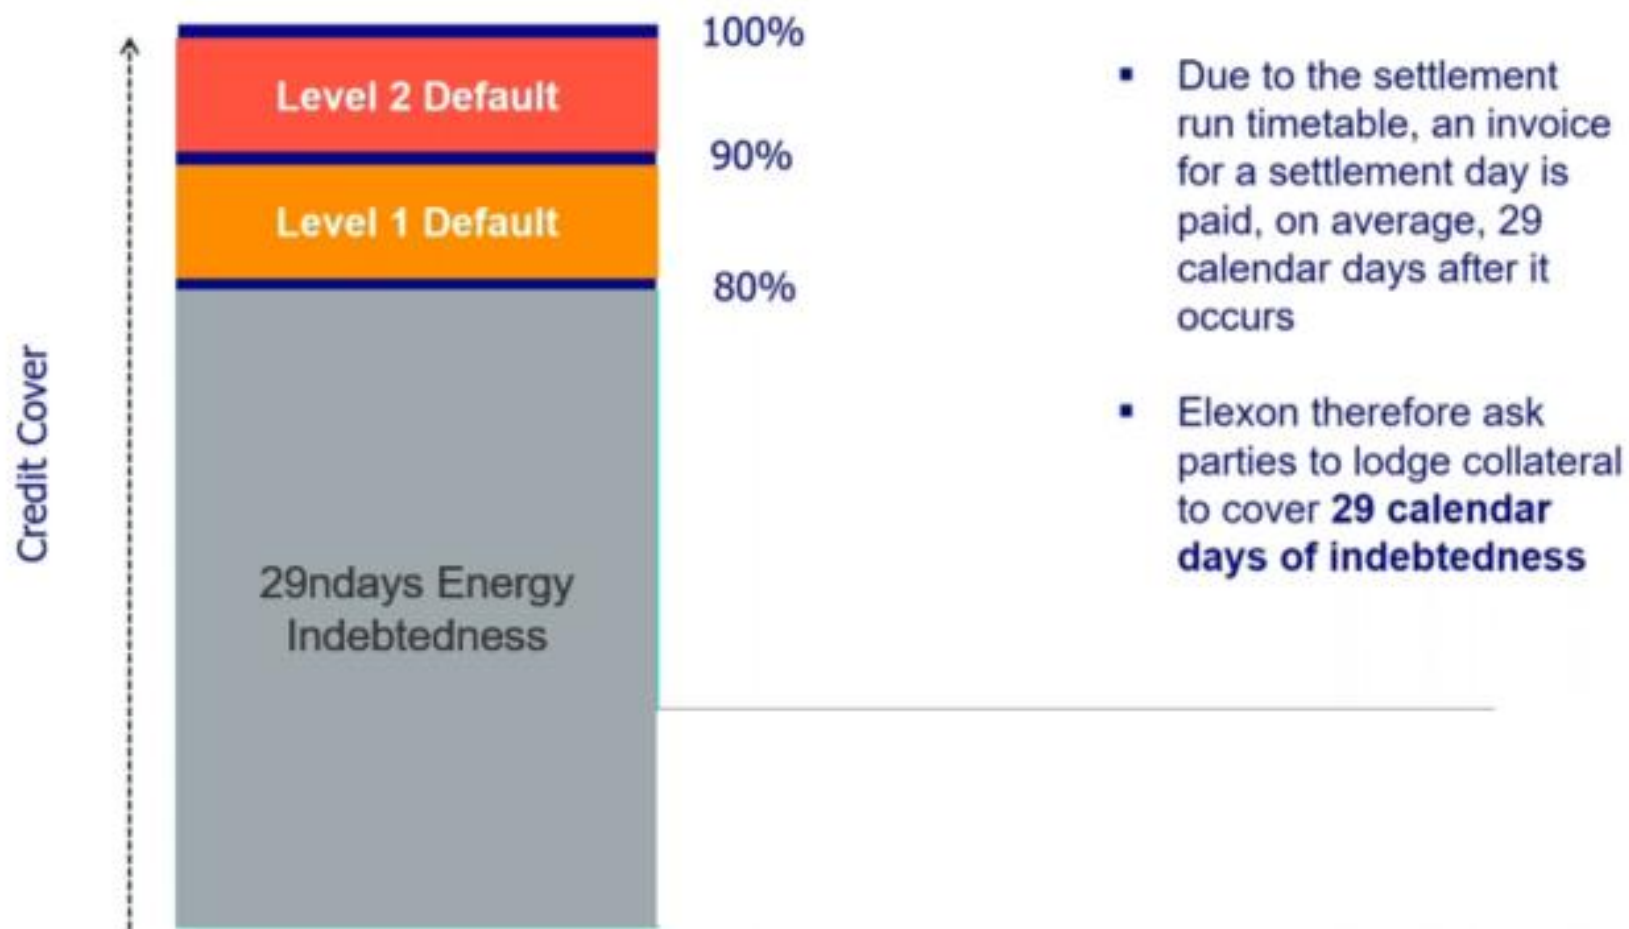 100%
Level 2 Default
90%
Level 1 Default
80%
Credit Cover
29ndays Energy
Indebtedness
▪ Due to the settlement
run timetable, an invoice
for a settlement day is
paid, on average, 29
calendar days after it
occurs
▪ Elexon therefore ask
parties to lodge collateral
to cover 29 calendar
days of indebtedness